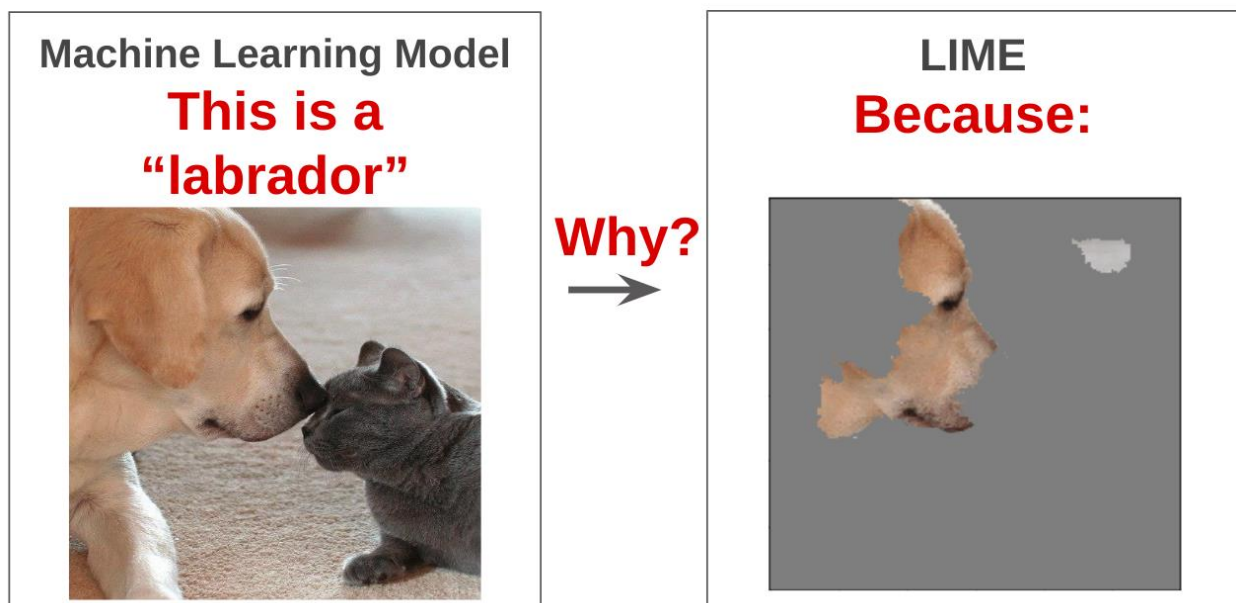 Machine Learning Model
This is a
“labrador”
Why?
LIME
Because: